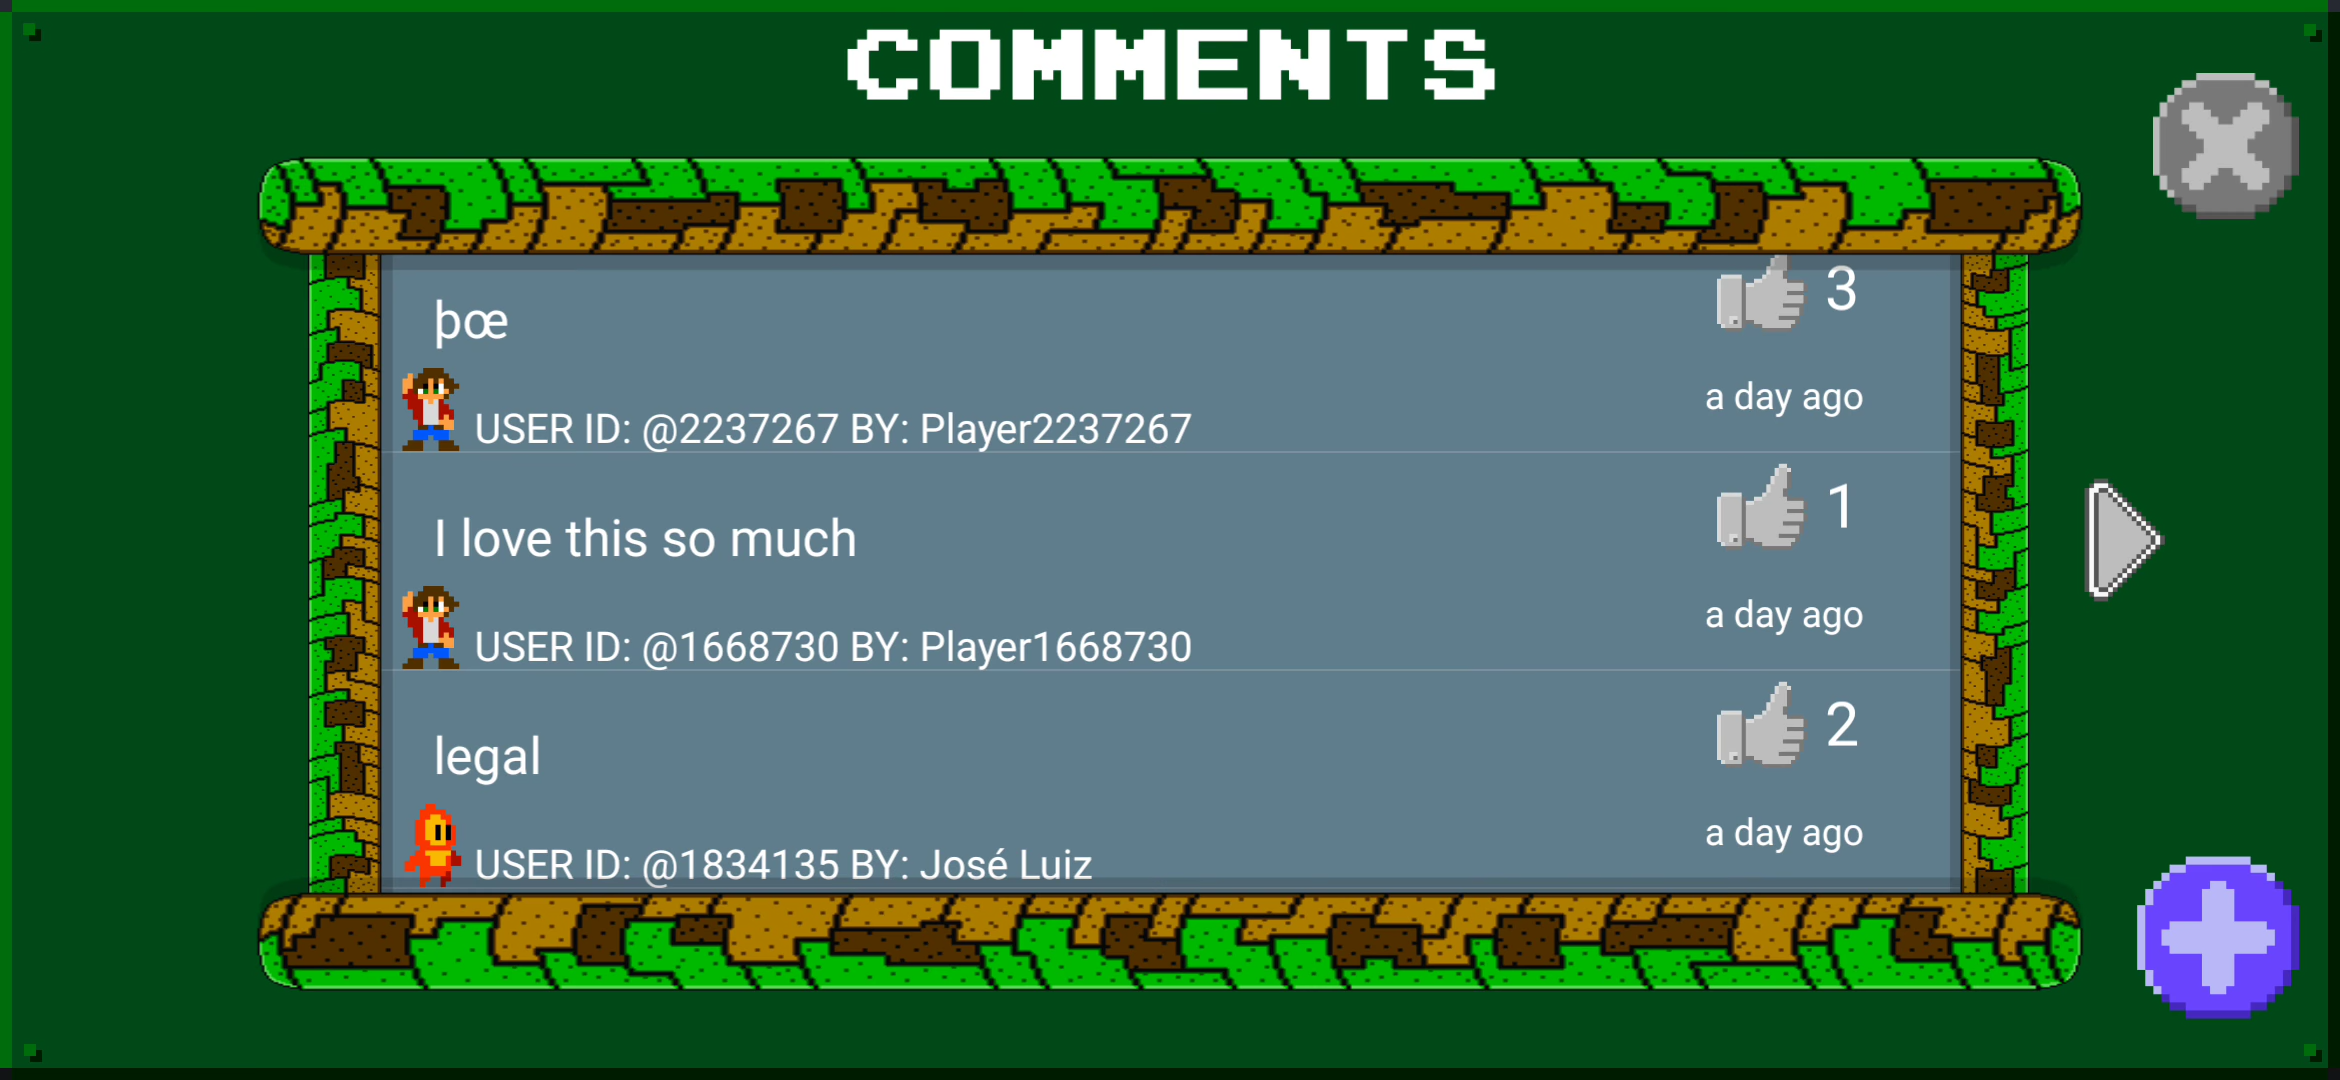 COMMENTS
þœ
3
a day ago
USER ID: @2237267 BY: Player2237267
I love this so much
1
a day ago
USER ID: @1668730 BY: Player1668730
legal
2
a day ago
USER ID: @1834135 BY: José Luiz